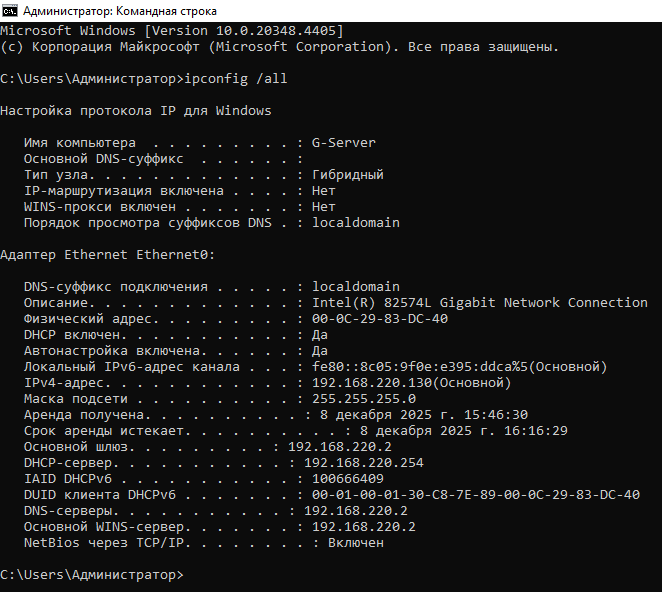 Администратор: Командная строка
Microsoft Windows [Version 10.0.20348.4405]
(c) Корпорация Майкрософт (Microsoft Corporation). Все права защищены.
C:\Users\Администратор>ipconfig /all
Настройка протокола IP для Windows
Имя компьютера . . . . . . . . . : G-Server
Основной DNS-суффикс . . . . . . :
Тип узла. . . . . . . . . . . . . : Гибридный
IP-маршрутизация включена . . . . : Нет
WINS-прокси включен . . . . . . . : Нет
Порядок просмотра суффиксов DNS . : localdomain
Адаптер Ethernet Ethernet0:
DNS-суффикс подключения . . . . . : localdomain
Описание. . . . . . . . . . . . . : Intel(R) 82574L Gigabit Network Connection
Физический адрес. . . . . . . . . : 00-0C-29-83-DC-40
DHCP включен. . . . . . . . . . . : Да
Автонастройка включена. . . . . . : Да
Локальный IPv6-адрес канала . . . : fe80::8c05:9f0e:e395:ddca%5(Основной)
IPv4-адрес. . . . . . . . . . . . : 192.168.220.130(Основной)
Маска подсети . . . . . . . . . . : 255.255.255.0
Аренда получена. . . . . . . . . . : 8 декабря 2025 г. 15:46:30
Срок аренды истекает. . . . . . . . . . : 8 декабря 2025 г. 16:16:29
Основной шлюз. . . . . . . . . : 192.168.220.2
DHCP-сервер. . . . . . . . . . . : 192.168.220.254
IAID DHCPv6 . . . . . . . . . . . : 100666409
DUID клиента DHCPv6 . . . . . . . : 00-01-00-01-30-C8-7E-89-00-0C-29-83-DC-40
DNS-серверы. . . . . . . . . . . : 192.168.220.2
Основной WINS-сервер. . . . . . . : 192.168.220.2
NetBios через TCP/IP. . . . . . . . : Включен
C:\Users\Администратор>